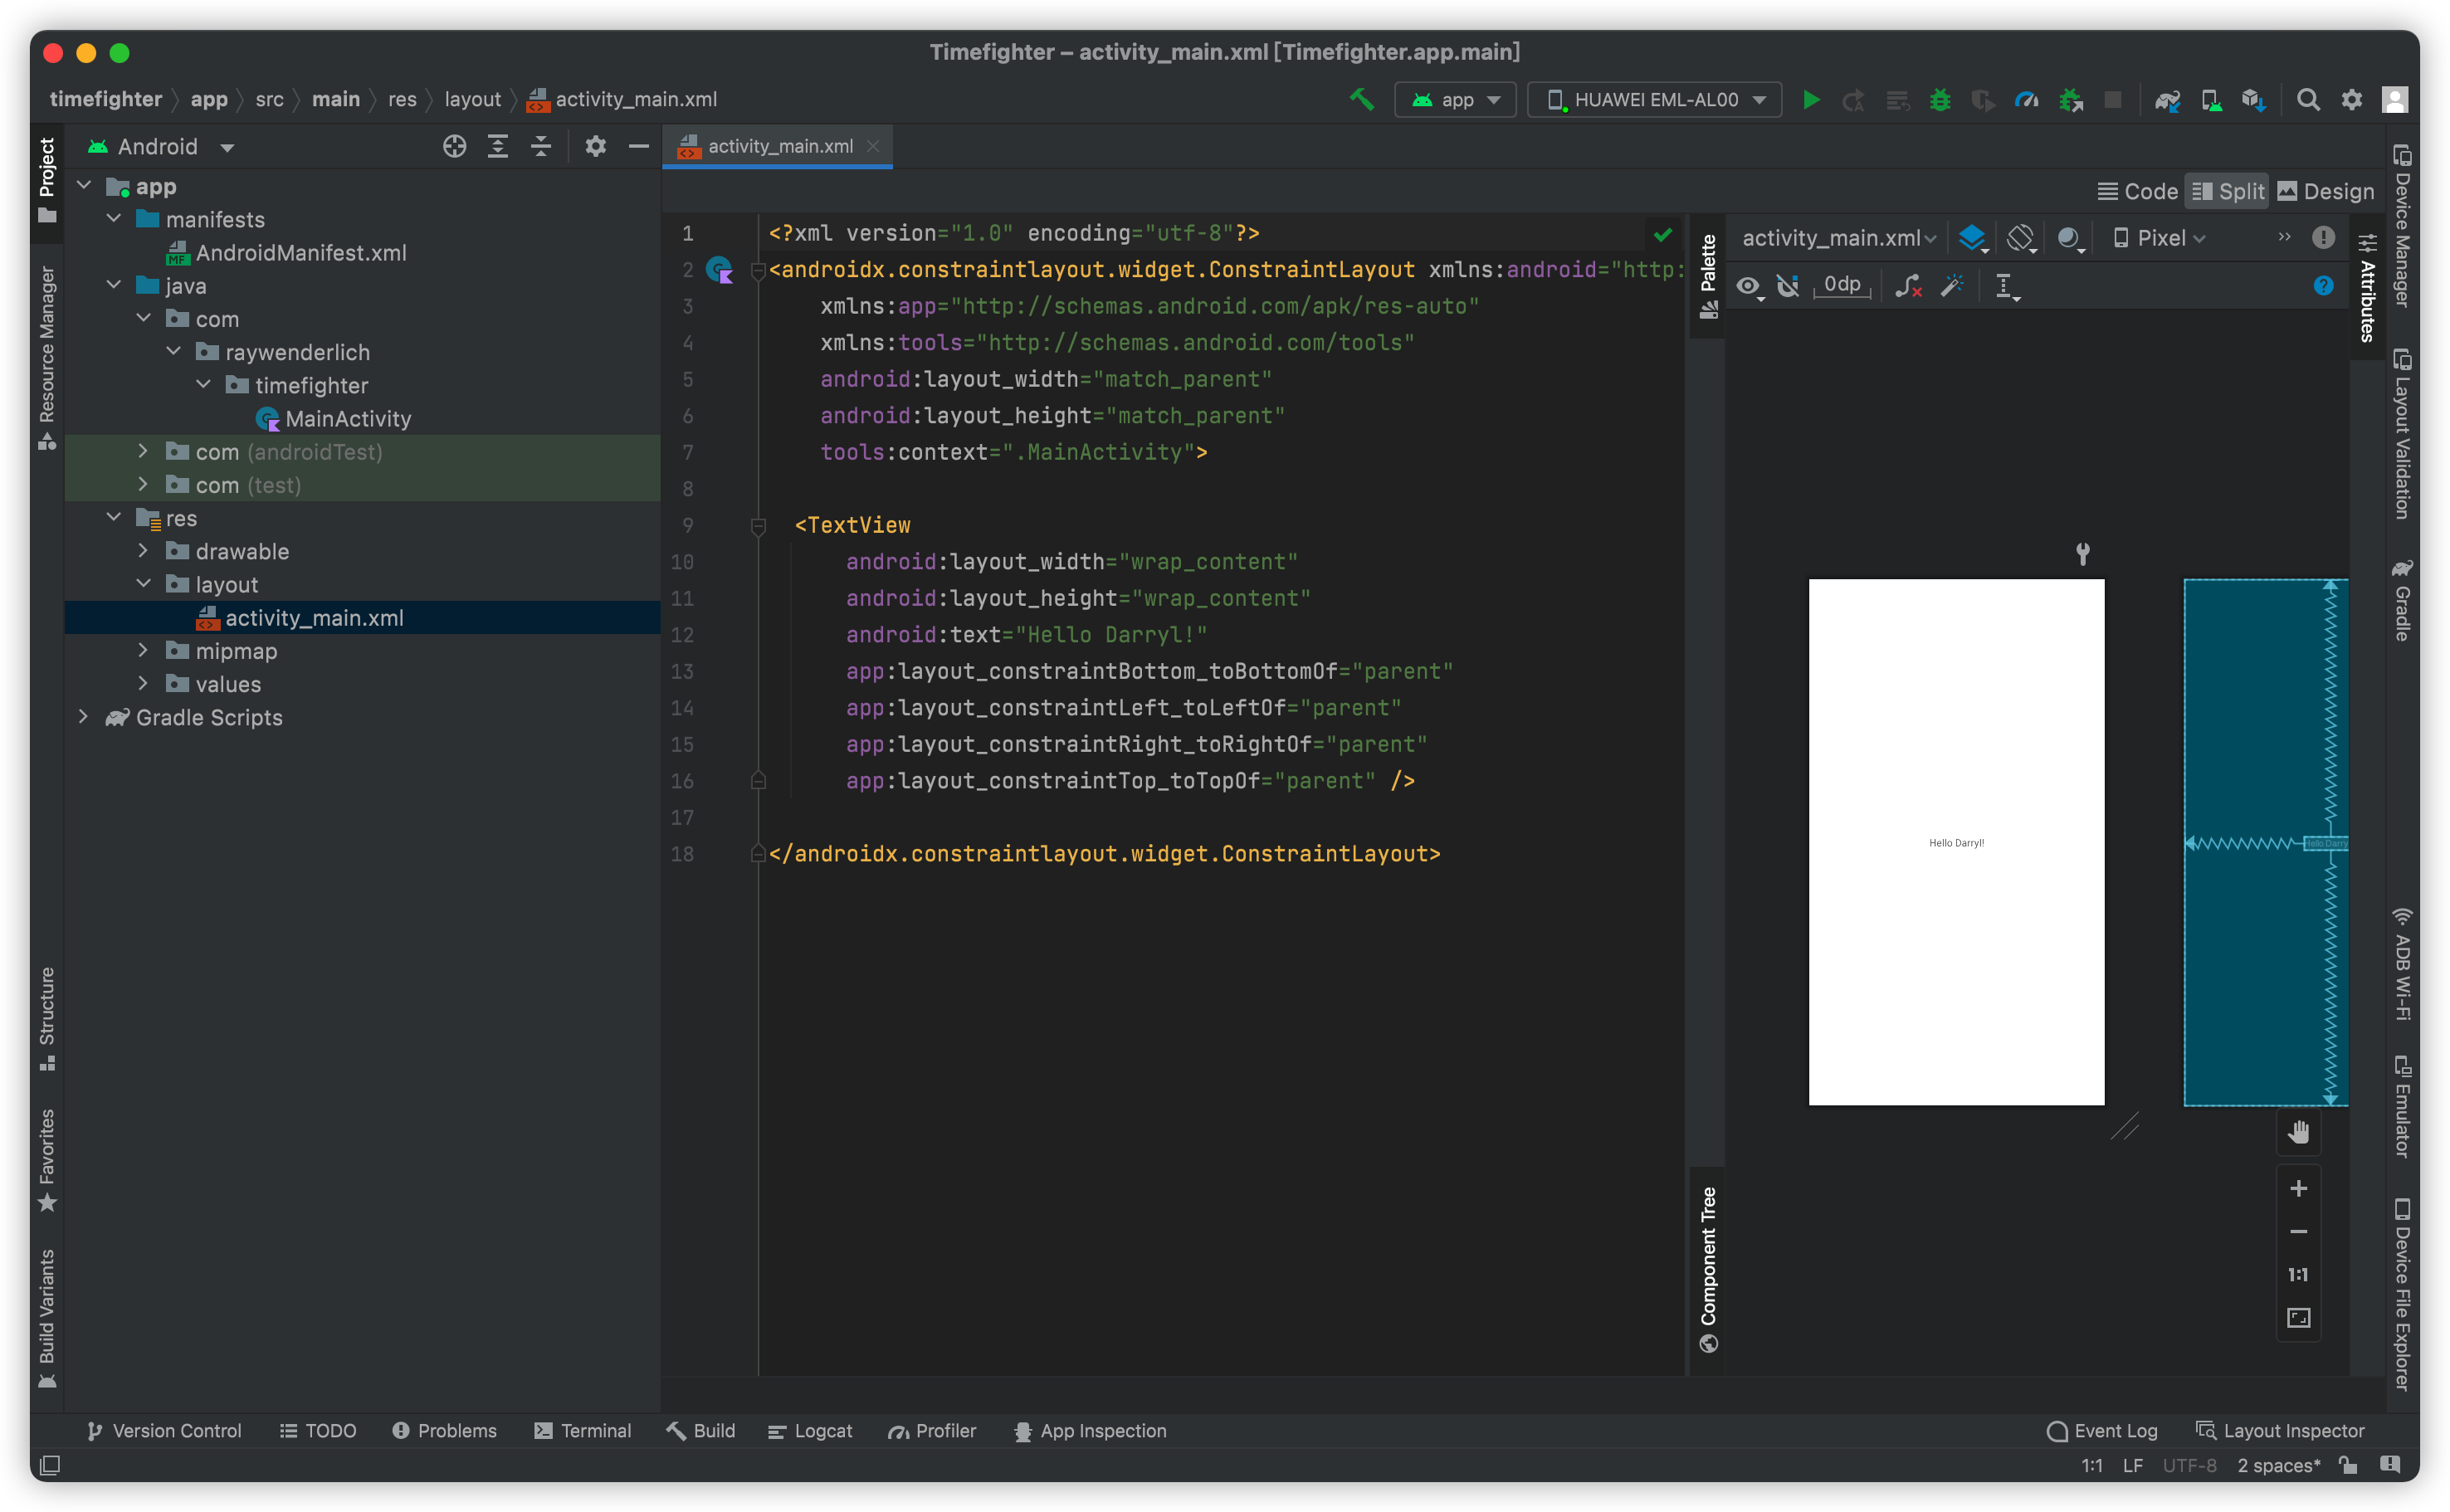 Timefighter – activity_main.xml [Timefighter.app.main]
timefighter app src main res layout activity_main.xml
app HUAWEI EML-AL00
Project
Resource Manager
Structure
Favorites
Build Variants
Android
app
manifests
AndroidManifest.xml
java
com
raywenderlich
timefighter
MainActivity
com (androidTest)
com (test)
res
drawable
layout
activity_main.xml
mipmap
values
Gradle Scripts
activity_main.xml
Code Split Design
1 <?xml version="1.0" encoding="utf-8"?>
2 <androidx.constraintlayout.widget.ConstraintLayout xmlns:android="http:
3 xmlns:app="http://schemas.android.com/apk/res-auto"
4 xmlns:tools="http://schemas.android.com/tools"
5 android:layout_width="match_parent"
6 android:layout_height="match_parent"
7 tools:context=".MainActivity">
8
9 <TextView
10 android:layout_width="wrap_content"
11 android:layout_height="wrap_content"
12 android:text="Hello Darryl!"
13 app:layout_constraintBottom_toBottomOf="parent"
14 app:layout_constraintLeft_toLeftOf="parent"
15 app:layout_constraintRight_toRightOf="parent"
16 app:layout_constraintTop_toTopOf="parent" />
17
18 </androidx.constraintlayout.widget.ConstraintLayout>
Palette
Component Tree
activity_main.xml Pixel
0dp
Hello Darryl!
Hello Darry
1:1
Attributes
Device Manager
Layout Validation
Gradle
ADB Wi-Fi
Emulator
Device File Explorer
Version Control TODO Problems Terminal Build Logcat Profiler App Inspection Event Log Layout Inspector
1:1 LF UTF-8 2 spaces*